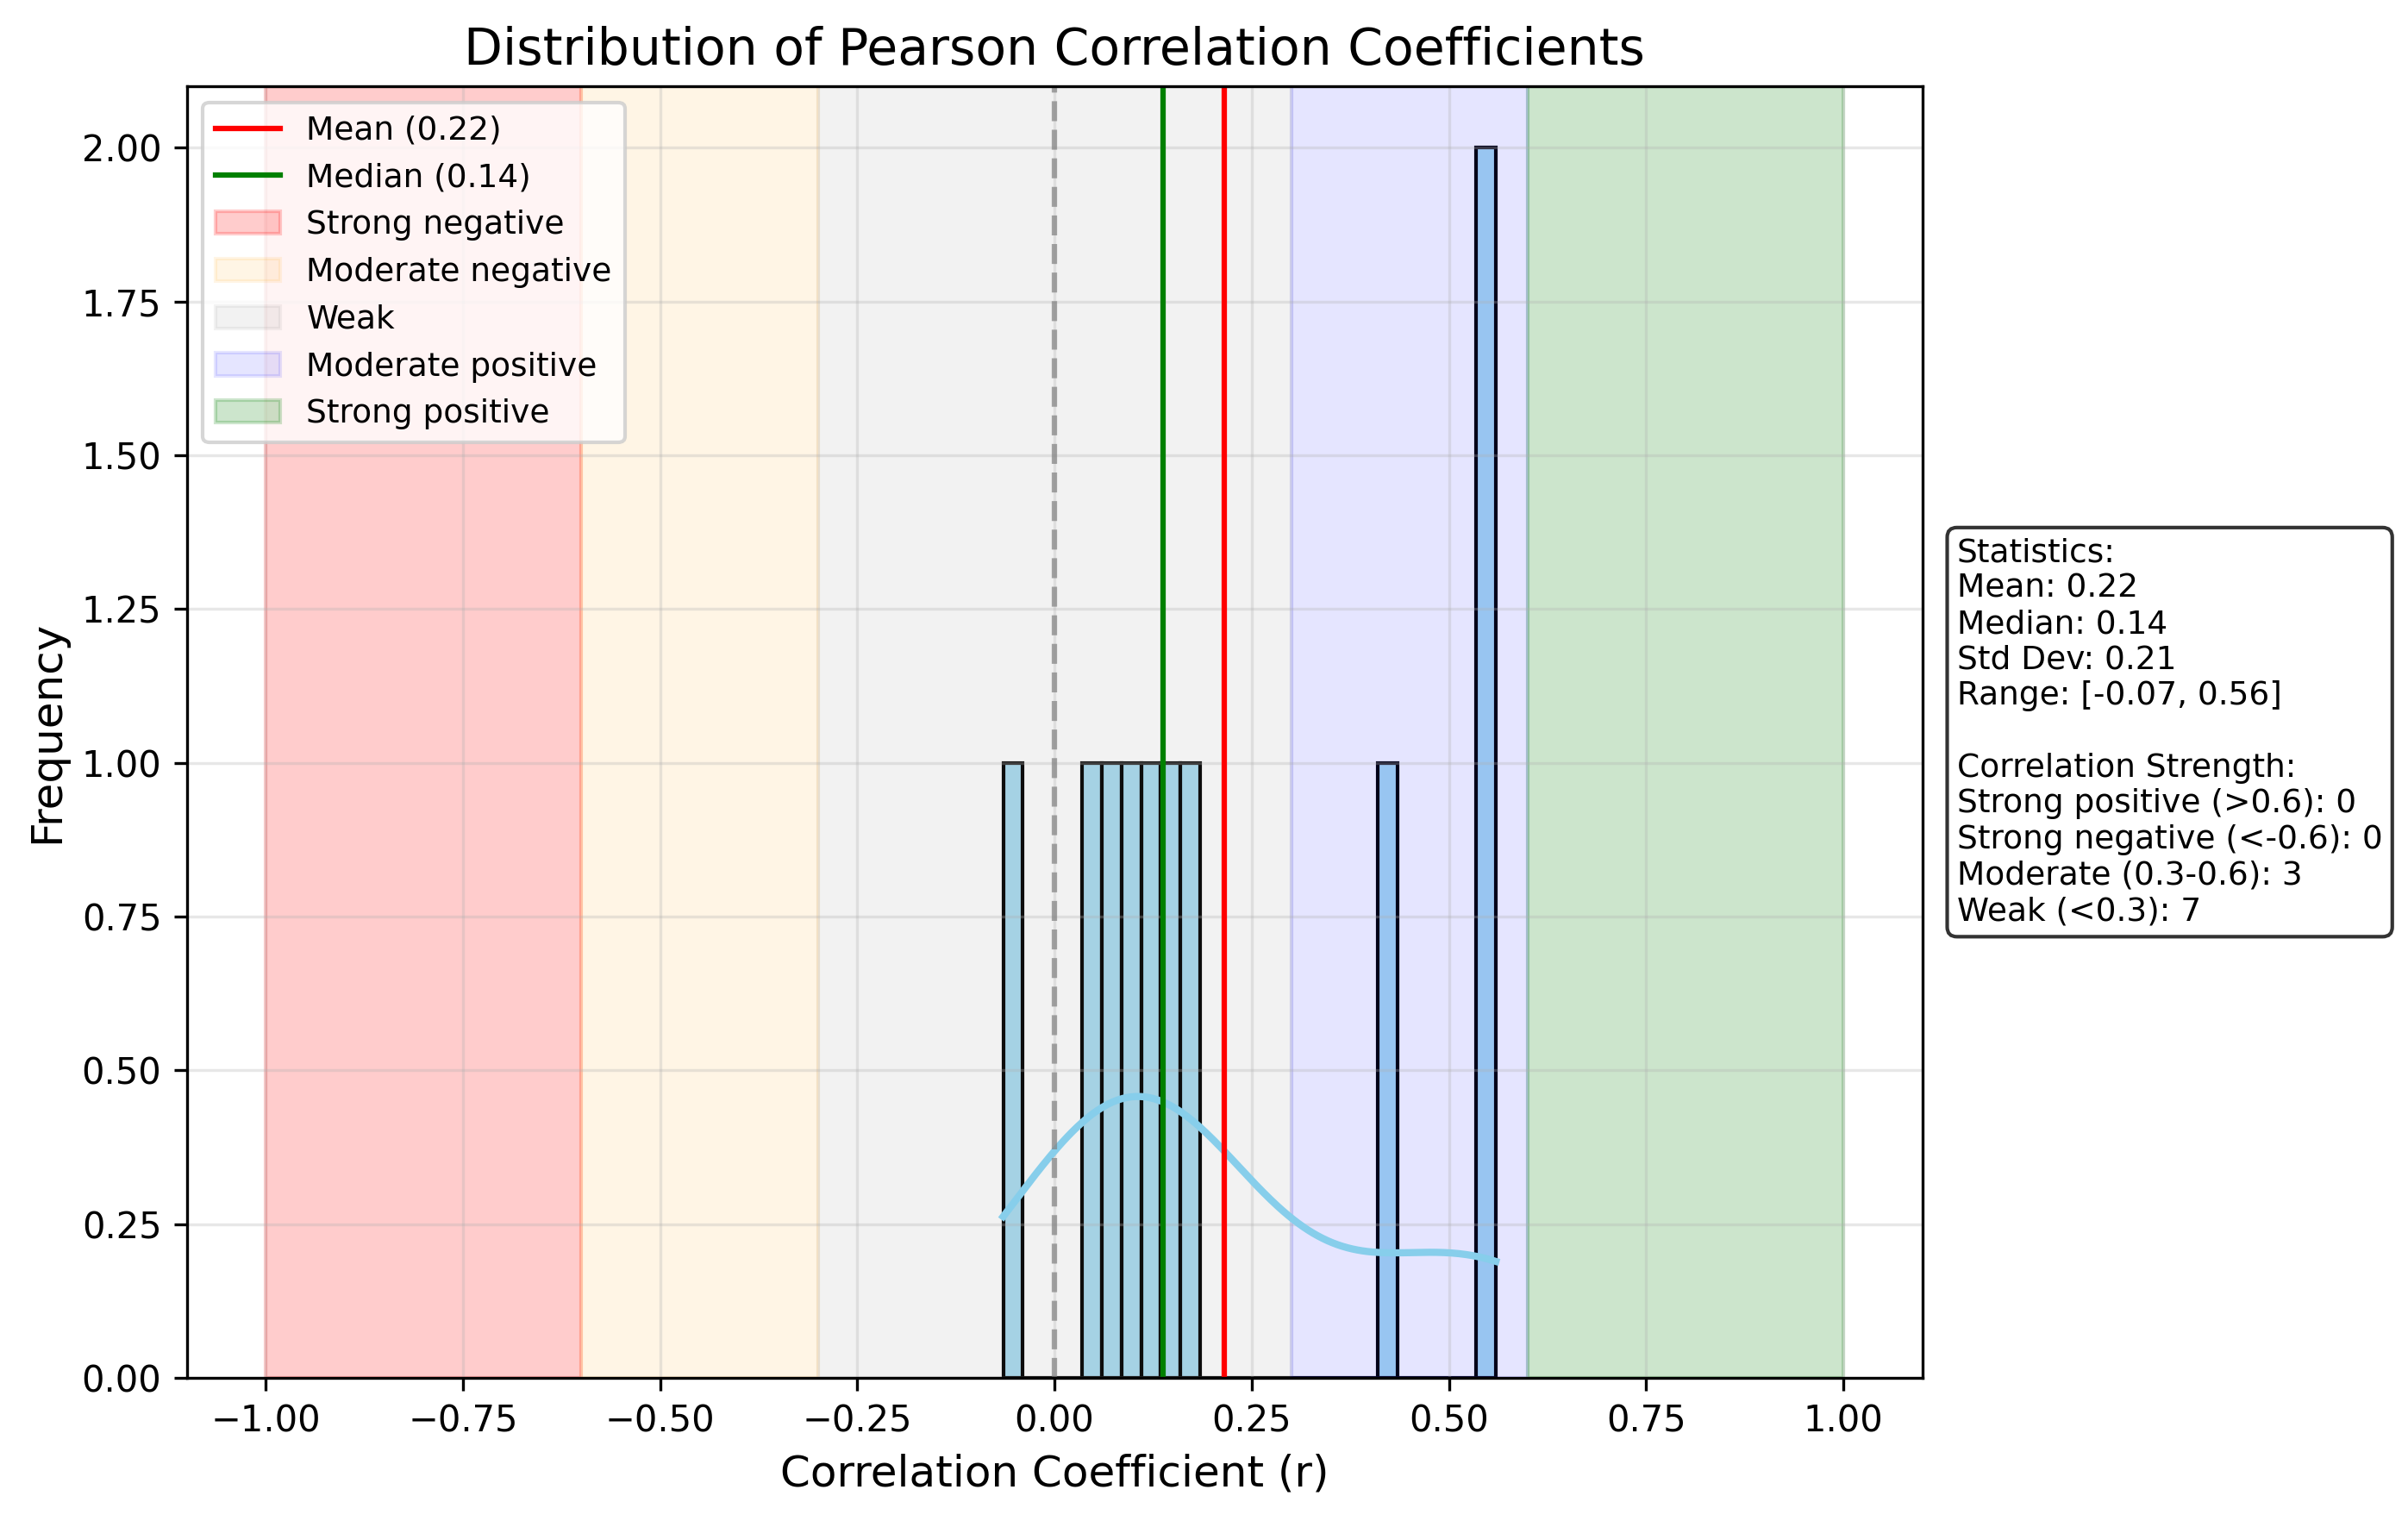 Distribution of Pearson Correlation Coefficients
Mean (0.22)
Median (0.14)
Strong negative
Moderate negative
Weak
Moderate positive
Strong positive
2.00
1.75
1.50
1.25
1.00
0.75
0.50
0.25
0.00
Frequency
−1.00 −0.75 −0.50 −0.25 0.00 0.25 0.50 0.75 1.00
Correlation Coefficient (r)
Statistics:
Mean: 0.22
Median: 0.14
Std Dev: 0.21
Range: [-0.07, 0.56]
Correlation Strength:
Strong positive (>0.6): 0
Strong negative (<-0.6): 0
Moderate (0.3-0.6): 3
Weak (<0.3): 7